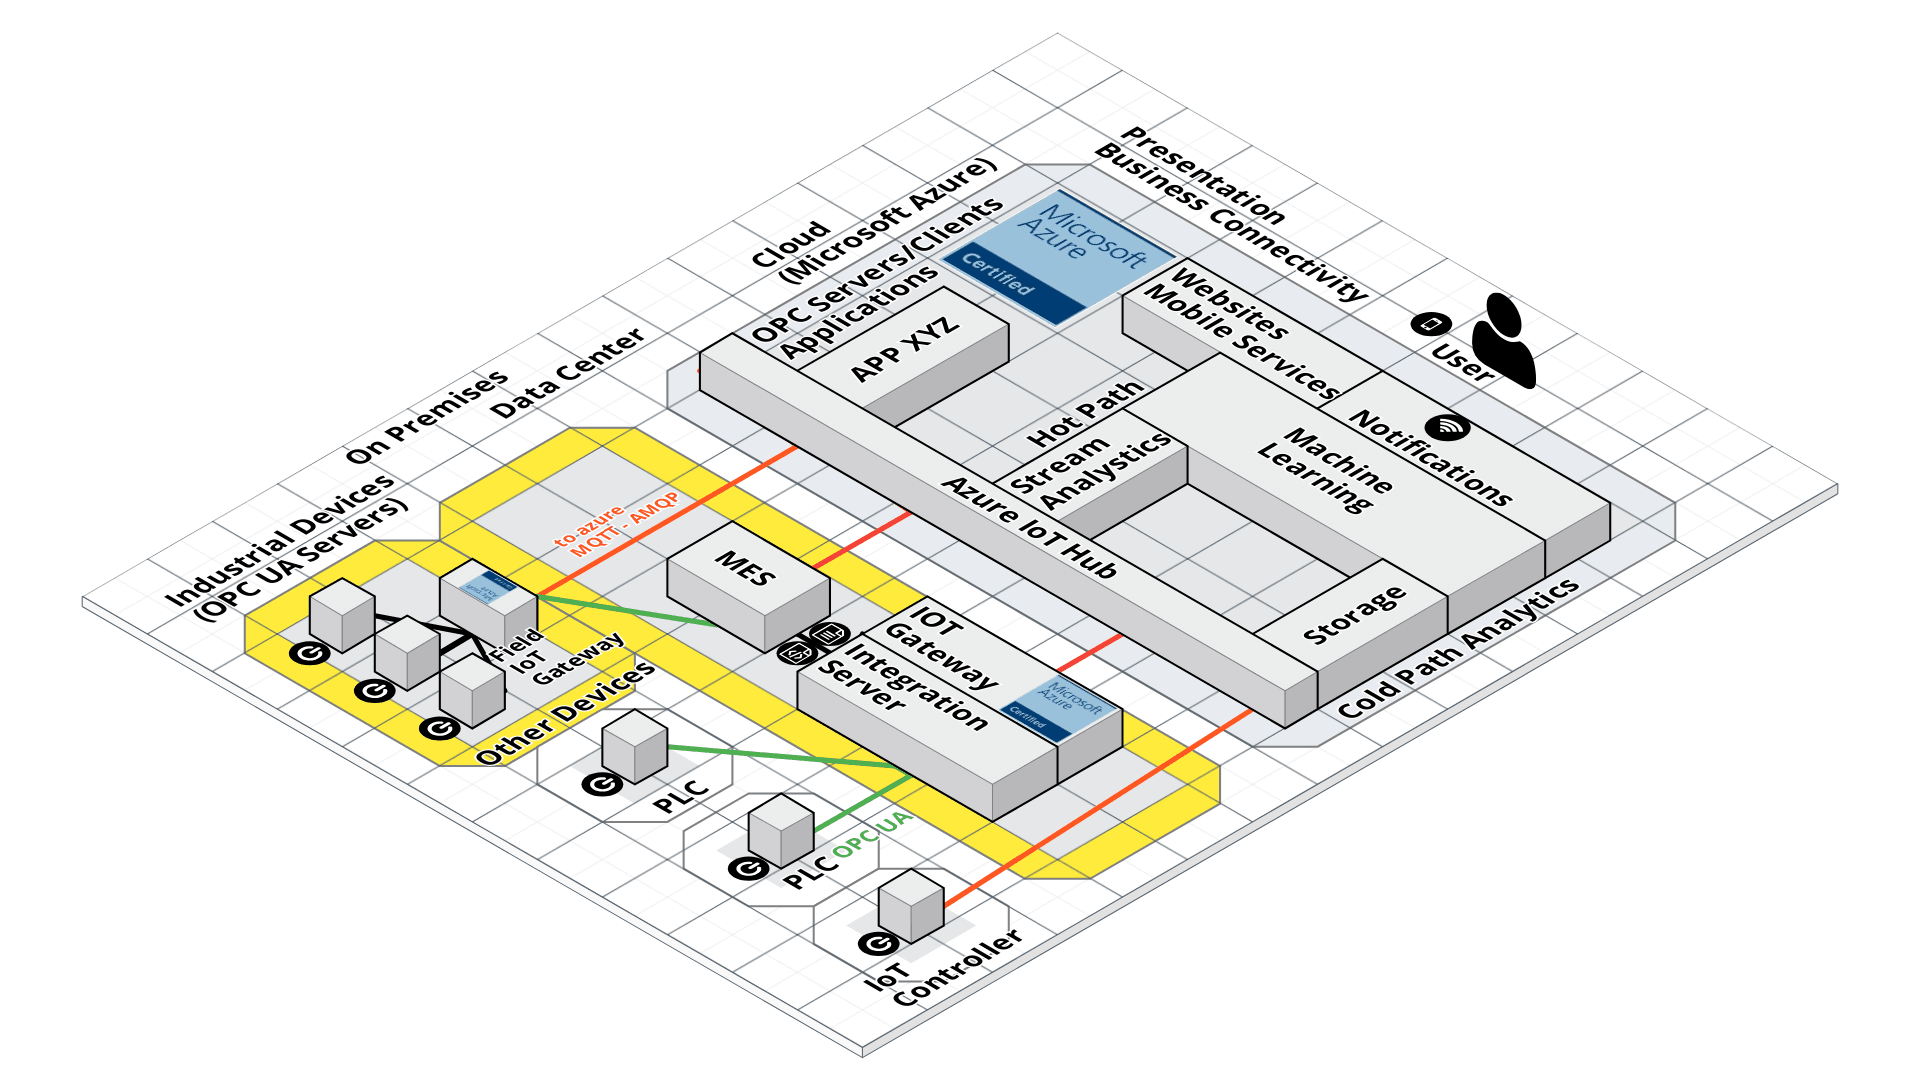 Presentation
Business Connectivity
Cloud
(Microsoft Azure)
OPC Servers/Clients
Applications
Microsoft
Azure
Certified
APP XYZ
Websites
Mobile Services
User
Notifications
Hot Path
Stream
Analystics
Machine
Learning
Azure IoT Hub
Storage
Cold Path Analytics
On Premises
Data Center
Industrial Devices
(OPC UA Servers)
to-azure
MQTT - AMQP
MES
IOT
Gateway
Integration
Server
Microsoft
Azure
Certified
Field
IoT
Gateway
Other Devices
PLC
PLC
OPC UA
IoT
Controller